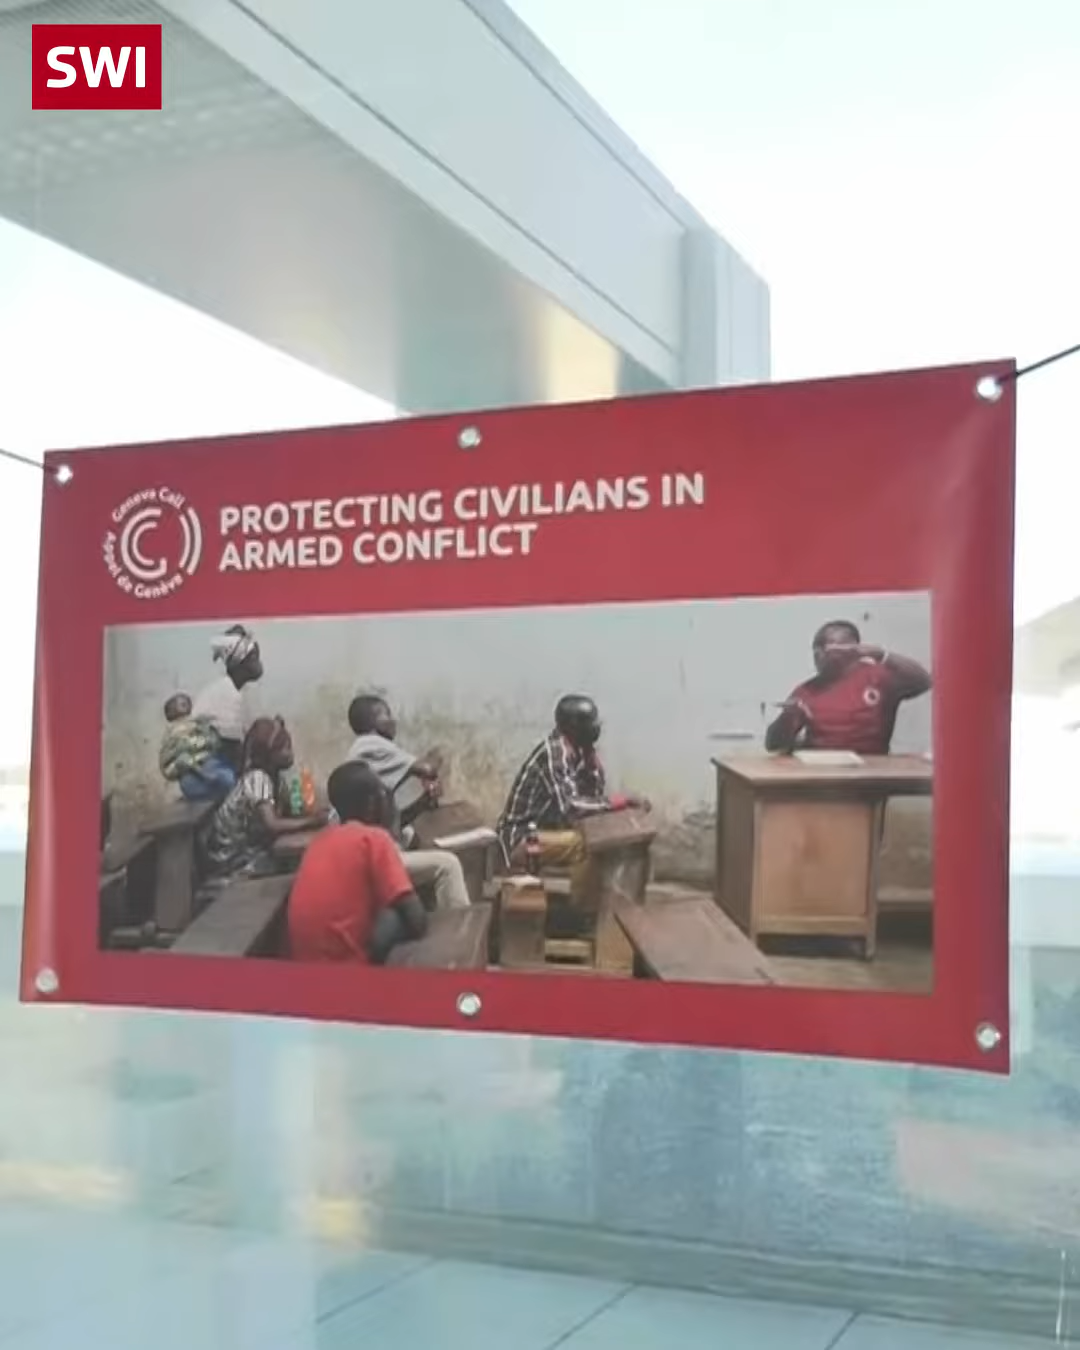 SWI
Geneva Call
Appel de Genève
PROTECTING CIVILIANS IN
ARMED CONFLICT